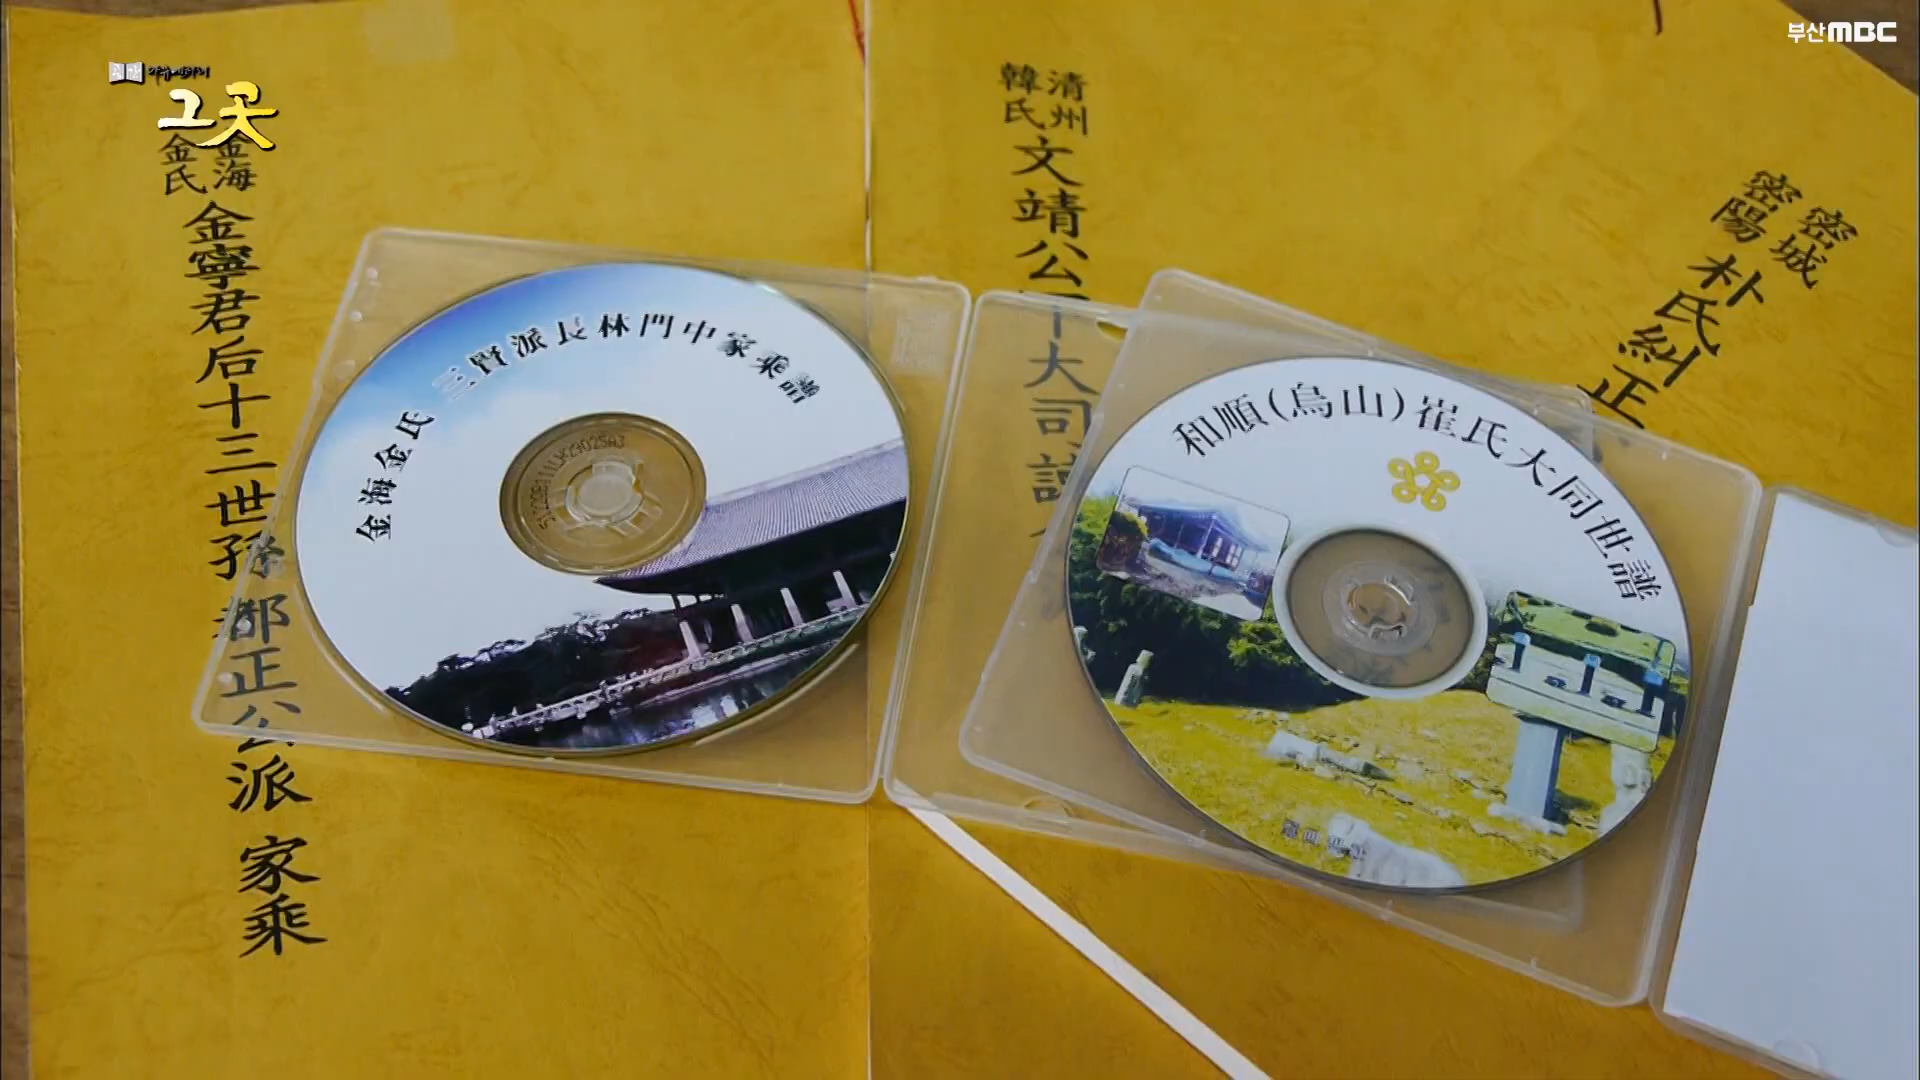 부산MBC
그곳
金海
金氏
金寧君后十三世孫都正公派 家乘
清州
韓氏
文靖公
大司
密城
密陽
朴氏糾正
金海金氏 三賢派長林門中家乘譜
和順(烏山)崔氏大同世譜